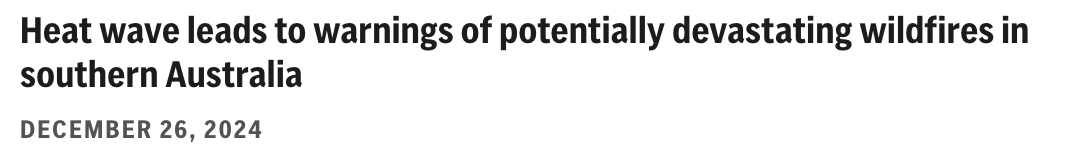 Heat wave leads to warnings of potentially devastating wildfires in
southern Australia
DECEMBER 26, 2024